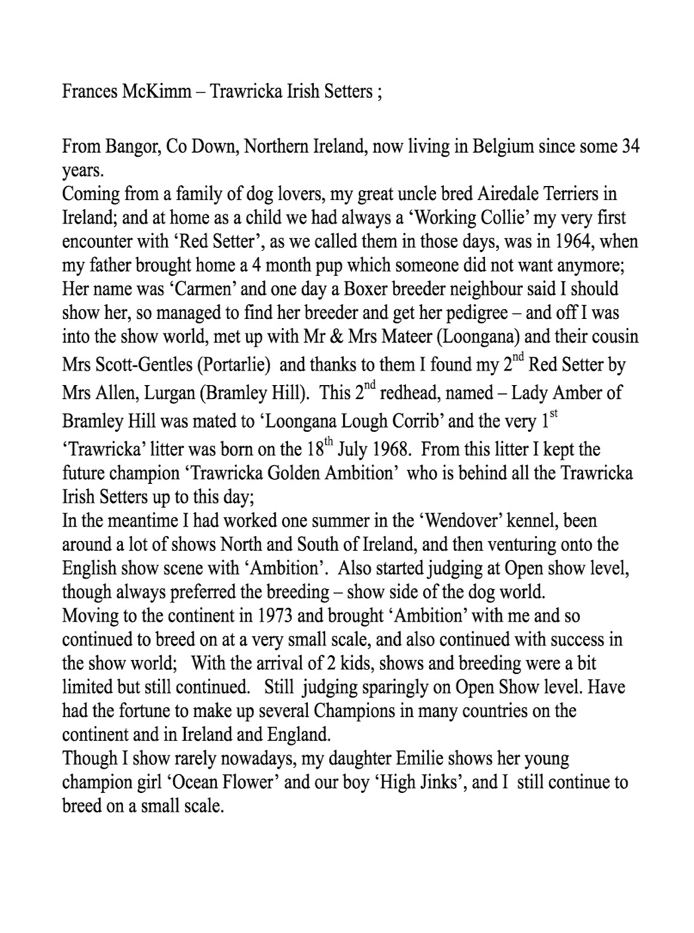 Frances McKimm – Trawricka Irish Setters ;
From Bangor, Co Down, Northern Ireland, now living in Belgium since some 34
years.
Coming from a family of dog lovers, my great uncle bred Airedale Terriers in
Ireland; and at home as a child we had always a ‘Working Collie’ my very first
encounter with ‘Red Setter’, as we called them in those days, was in 1964, when
my father brought home a 4 month pup which someone did not want anymore;
Her name was ‘Carmen’ and one day a Boxer breeder neighbour said I should
show her, so managed to find her breeder and get her pedigree – and off I was
into the show world, met up with Mr & Mrs Mateer (Loongana) and their cousin
Mrs Scott-Gentles (Portarlie)  and thanks to them I found my 2nd Red Setter by
Mrs Allen, Lurgan (Bramley Hill).  This 2nd redhead, named – Lady Amber of
Bramley Hill was mated to ‘Loongana Lough Corrib’ and the very 1st
‘Trawricka’ litter was born on the 18th July 1968.  From this litter I kept the
future champion ‘Trawricka Golden Ambition’  who is behind all the Trawricka
Irish Setters up to this day;
In the meantime I had worked one summer in the ‘Wendover’ kennel, been
around a lot of shows North and South of Ireland, and then venturing onto the
English show scene with ‘Ambition’.  Also started judging at Open show level,
though always preferred the breeding – show side of the dog world.
Moving to the continent in 1973 and brought ‘Ambition’ with me and so
continued to breed on at a very small scale, and also continued with success in
the show world;   With the arrival of 2 kids, shows and breeding were a bit
limited but still continued.   Still  judging sparingly on Open Show level. Have
had the fortune to make up several Champions in many countries on the
continent and in Ireland and England.
Though I show rarely nowadays, my daughter Emilie shows her young
champion girl ‘Ocean Flower’ and our boy ‘High Jinks’, and I  still continue to
breed on a small scale.